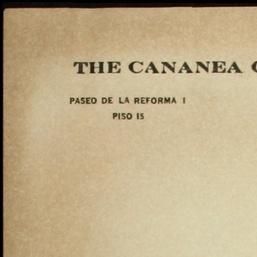 THE CANANEA
PASEO DE LA REFORMA 1
PISO 15